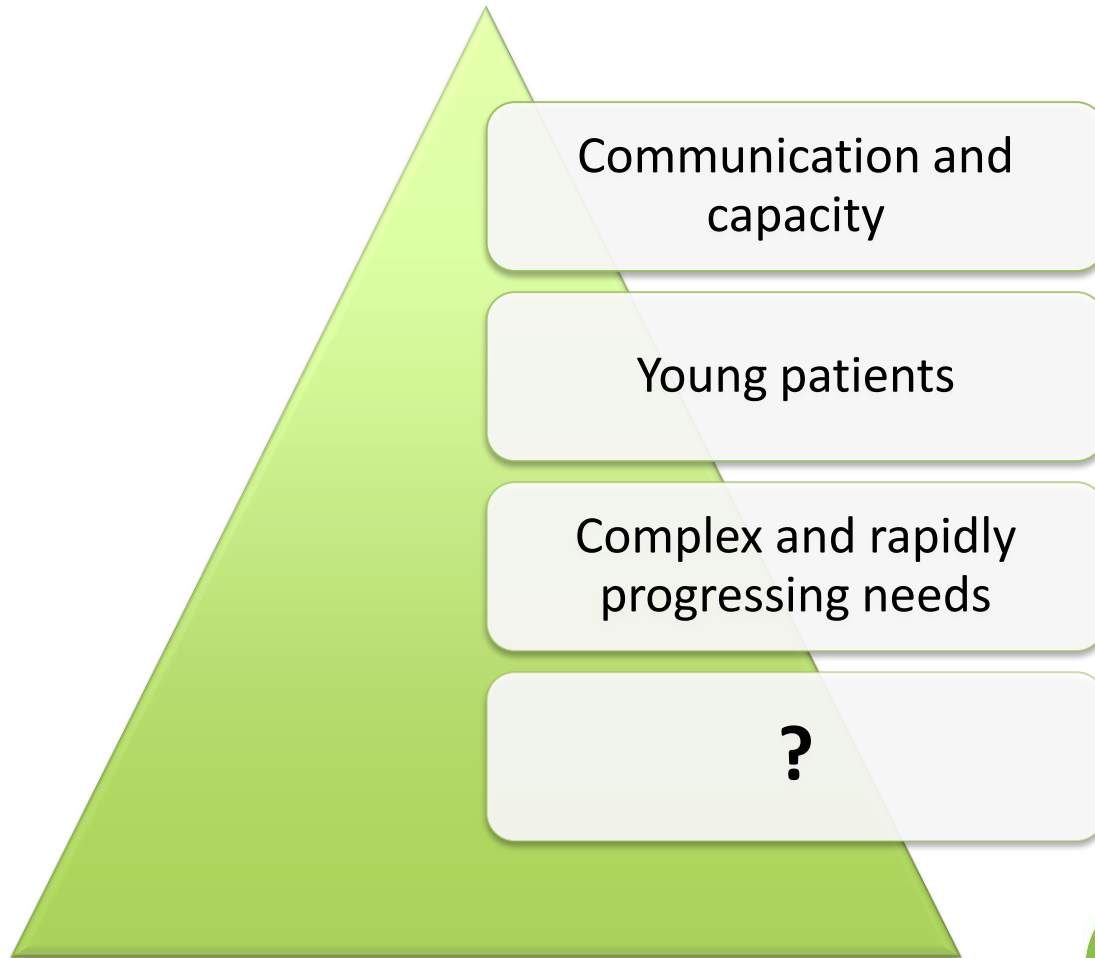 Communication and
capacity
Young patients
Complex and rapidly
progressing needs
?